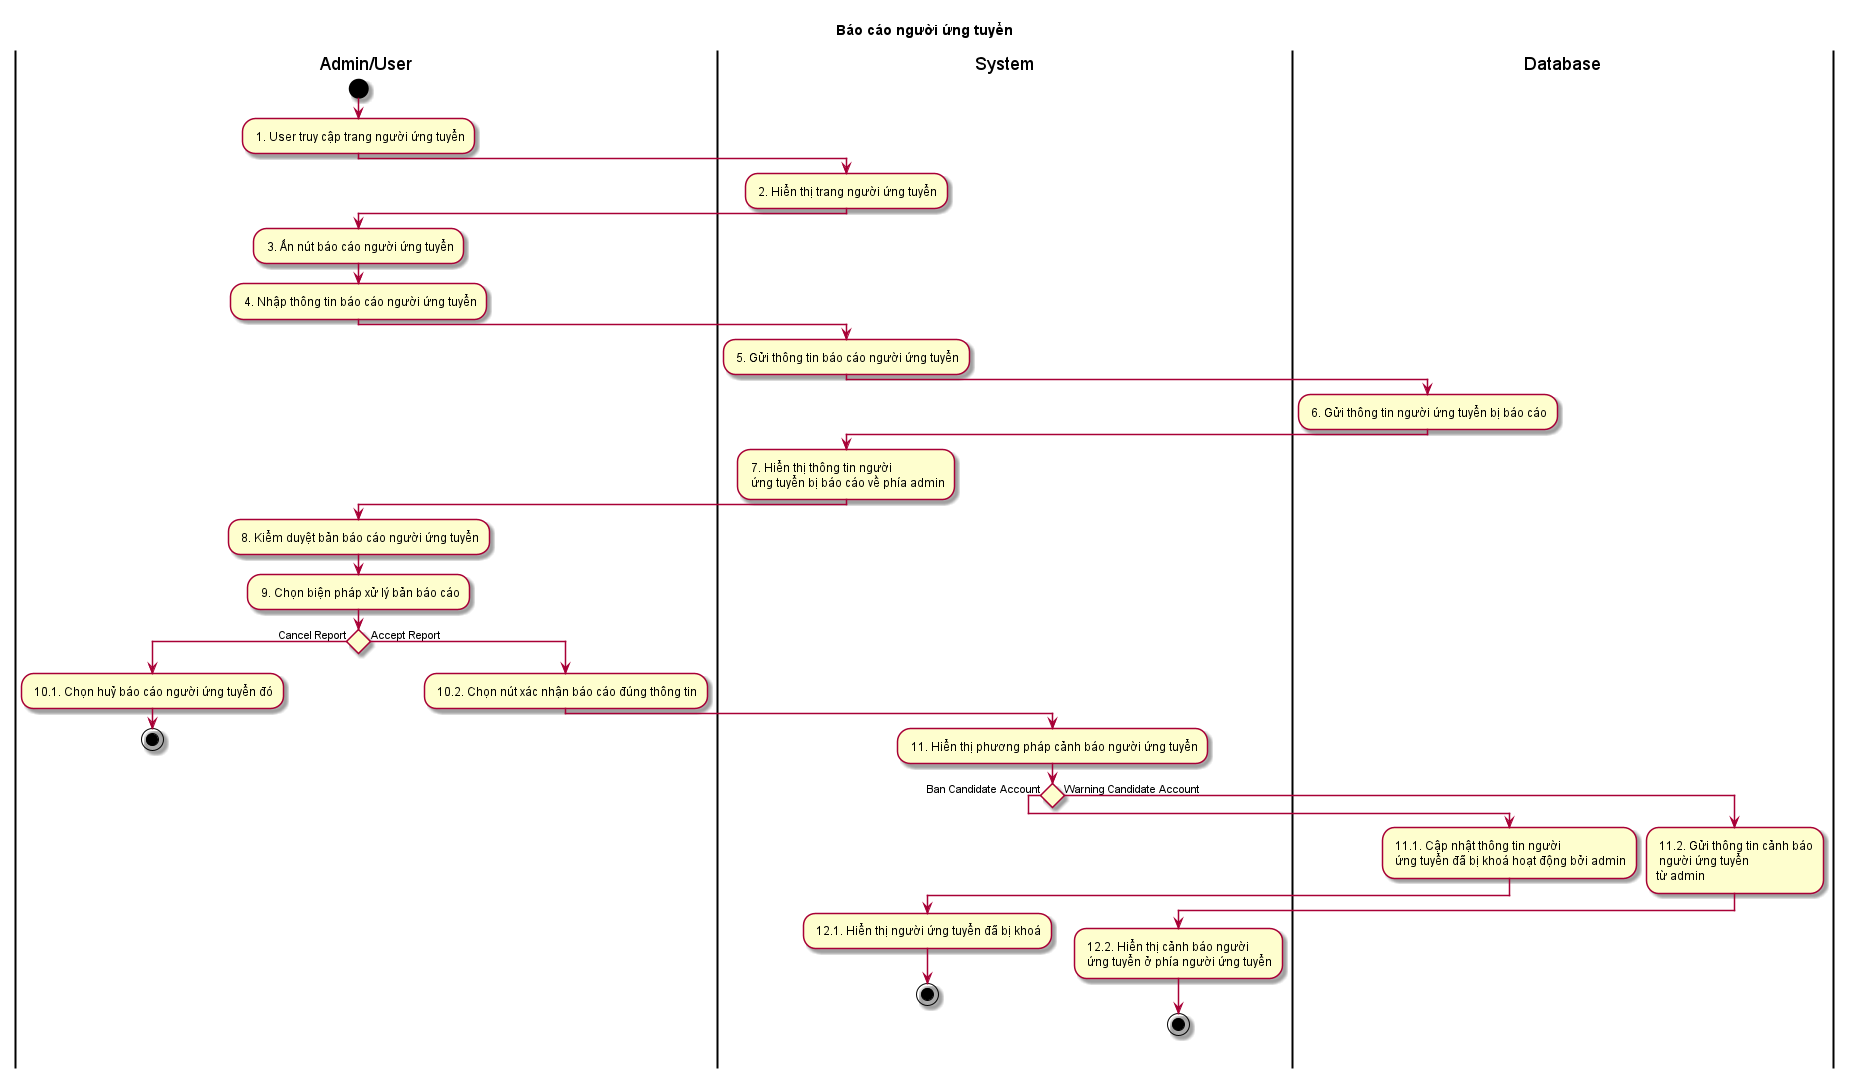 Báo cáo người ứng tuyển
Admin/User
System
Database
1. User truy cập trang người ứng tuyển
2. Hiển thị trang người ứng tuyển
3. Ấn nút báo cáo người ứng tuyển
4. Nhập thông tin báo cáo người ứng tuyển
5. Gửi thông tin báo cáo người ứng tuyển
6. Gửi thông tin người ứng tuyển bị báo cáo
7. Hiển thị thông tin người
ứng tuyển bị báo cáo về phía admin
8. Kiểm duyệt bản báo cáo người ứng tuyển
9. Chọn biện pháp xử lý bản báo cáo
Cancel Report
Accept Report
10.1. Chọn huỷ báo cáo người ứng tuyển đó
10.2. Chọn nút xác nhận báo cáo đúng thông tin
11. Hiển thị phương pháp cảnh báo người ứng tuyển
Ban Candidate Account
Warning Candidate Account
11.1. Cập nhật thông tin người
ứng tuyển đã bị khoá hoạt động bởi admin
11.2. Gửi thông tin cảnh báo
người ứng tuyển
từ admin
12.1. Hiển thị người ứng tuyển đã bị khoá
12.2. Hiển thị cảnh báo người
ứng tuyển ở phía người ứng tuyển